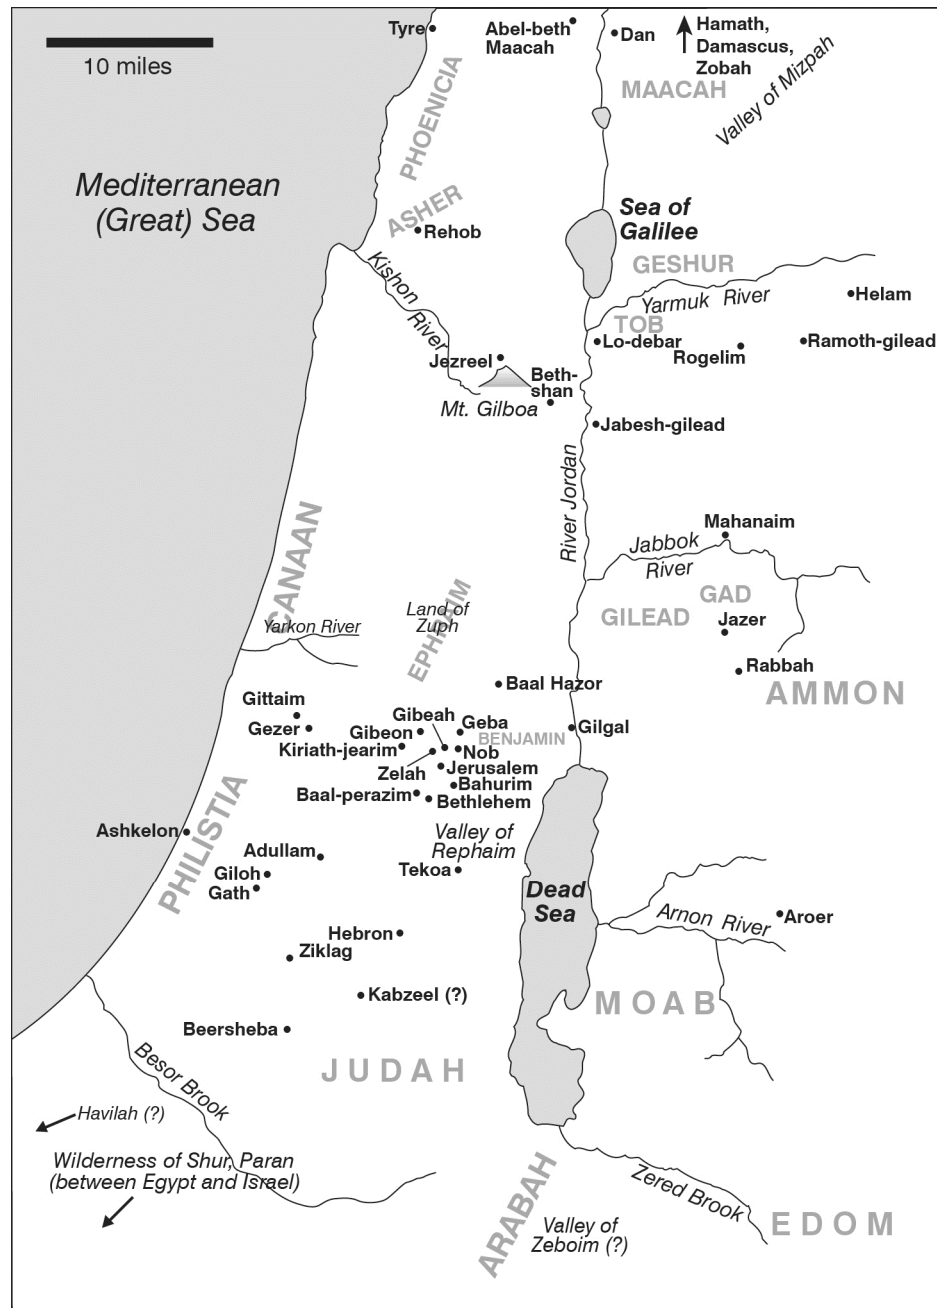 Tyre
Abel-beth
Maacah
Dan
Hamath,
Damascus,
Zobah
10 miles
PHOENICIA
MAACAH
Valley of Mizpah
Mediterranean
(Great) Sea
ASHER
Rehob
Sea of
Galilee
GESHUR
Kishon
River
Yarmuk River
Helam
TOB
Lo-debar
Rogelim
Ramoth-gilead
Jezreel
Beth-
shan
Mt. Gilboa
Jabesh-gilead
River Jordan
CANAAN
Mahanaim
Jabbok
River
GAD
GILEAD
Jazer
Land of
Zuph
EPHRAIM
Yarkon River
Rabbah
AMMON
Baal Hazor
Gittaim
Gezer
Gibeah
Geba
Gibeon
BENJAMIN
Gilgal
Kiriath-jearim
Nob
Zelah
Jerusalem
Bahurim
Baal-perazim
Bethlehem
PHILISTIA
Ashkelon
Valley of
Rephaim
Adullam
Giloh
Gath
Tekoa
Dead
Sea
Arnon River
Aroer
Hebron
Ziklag
Kabzeel (?)
MOAB
Beersheba
JUDAH
Besor Brook
Havilah (?)
Wilderness of Shur, Paran
(between Egypt and Israel)
ARABAH
Zered Brook
Valley of
Zeboim (?)
EDOM